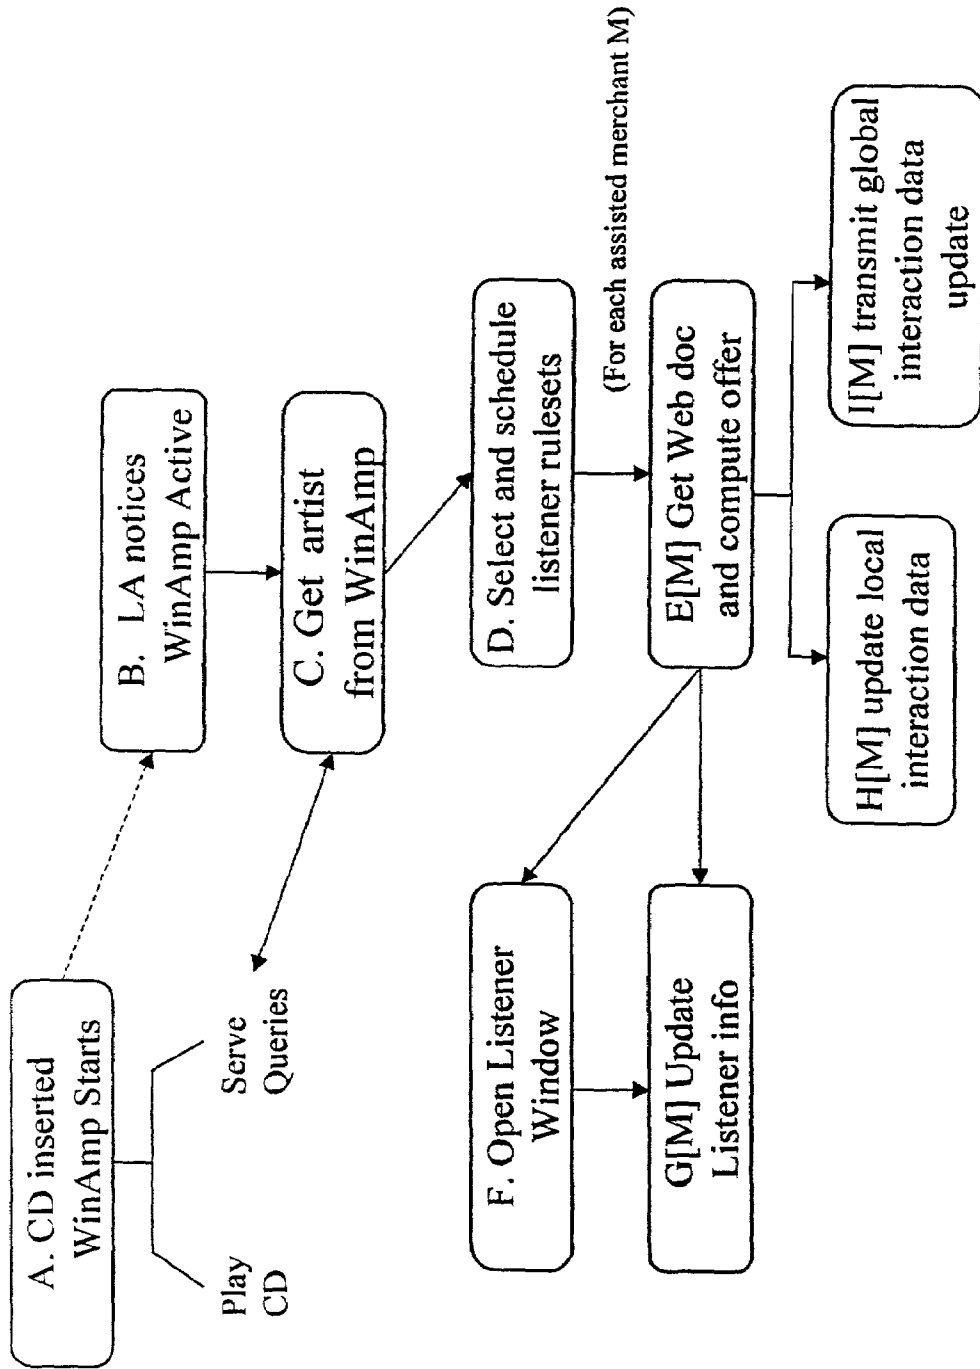 A. CD inserted
WinAmp Starts
Play
CD
Serve
Queries
B. LA notices
WinAmp Active
C. Get artist
from WinAmp
D. Select and schedule
listener rulesets
(For each assisted merchant M)
E[M] Get Web doc
and compute offer
F. Open Listener
Window
G[M] Update
Listener info
H[M] update local
interaction data
I[M] transmit global
interaction data
update